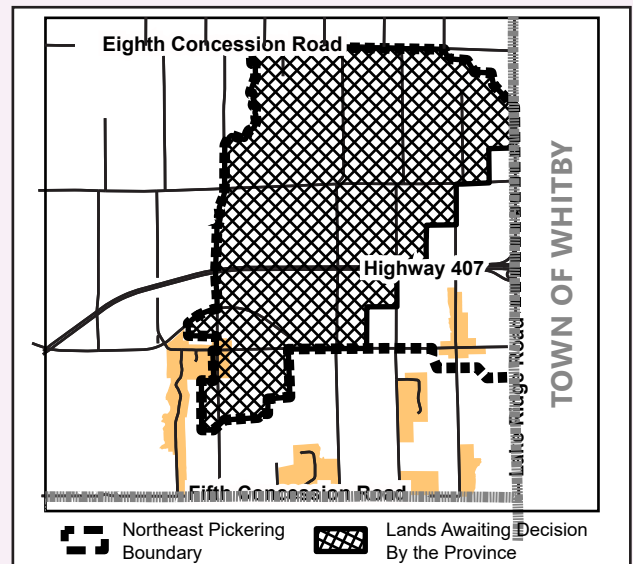 Eighth Concession Road
TOWN OF WHITBY
Highway 407
Lake Ridge Road
Fifth Concession Road
Northeast Pickering
Boundary
Lands Awaiting Decision
By the Province